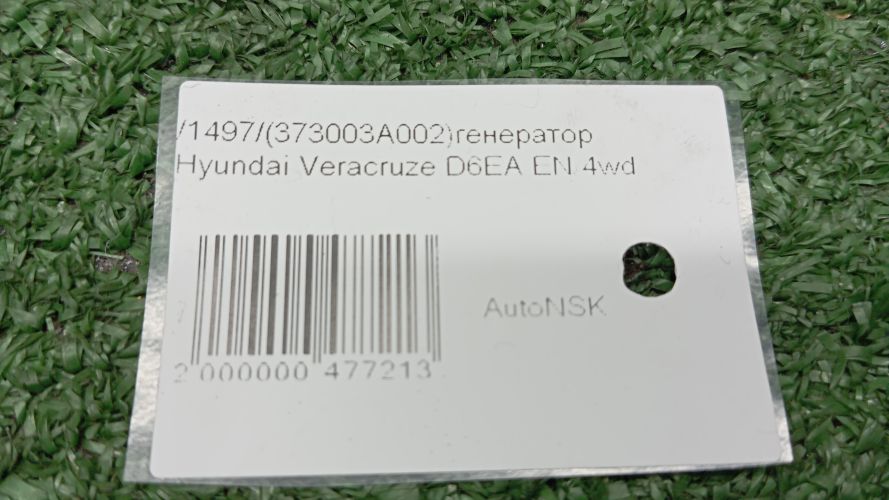 /1497/(373003A002)генератор
Hyundai Veracruze D6EA EN 4wd
AutoNSK
2 000000 477213